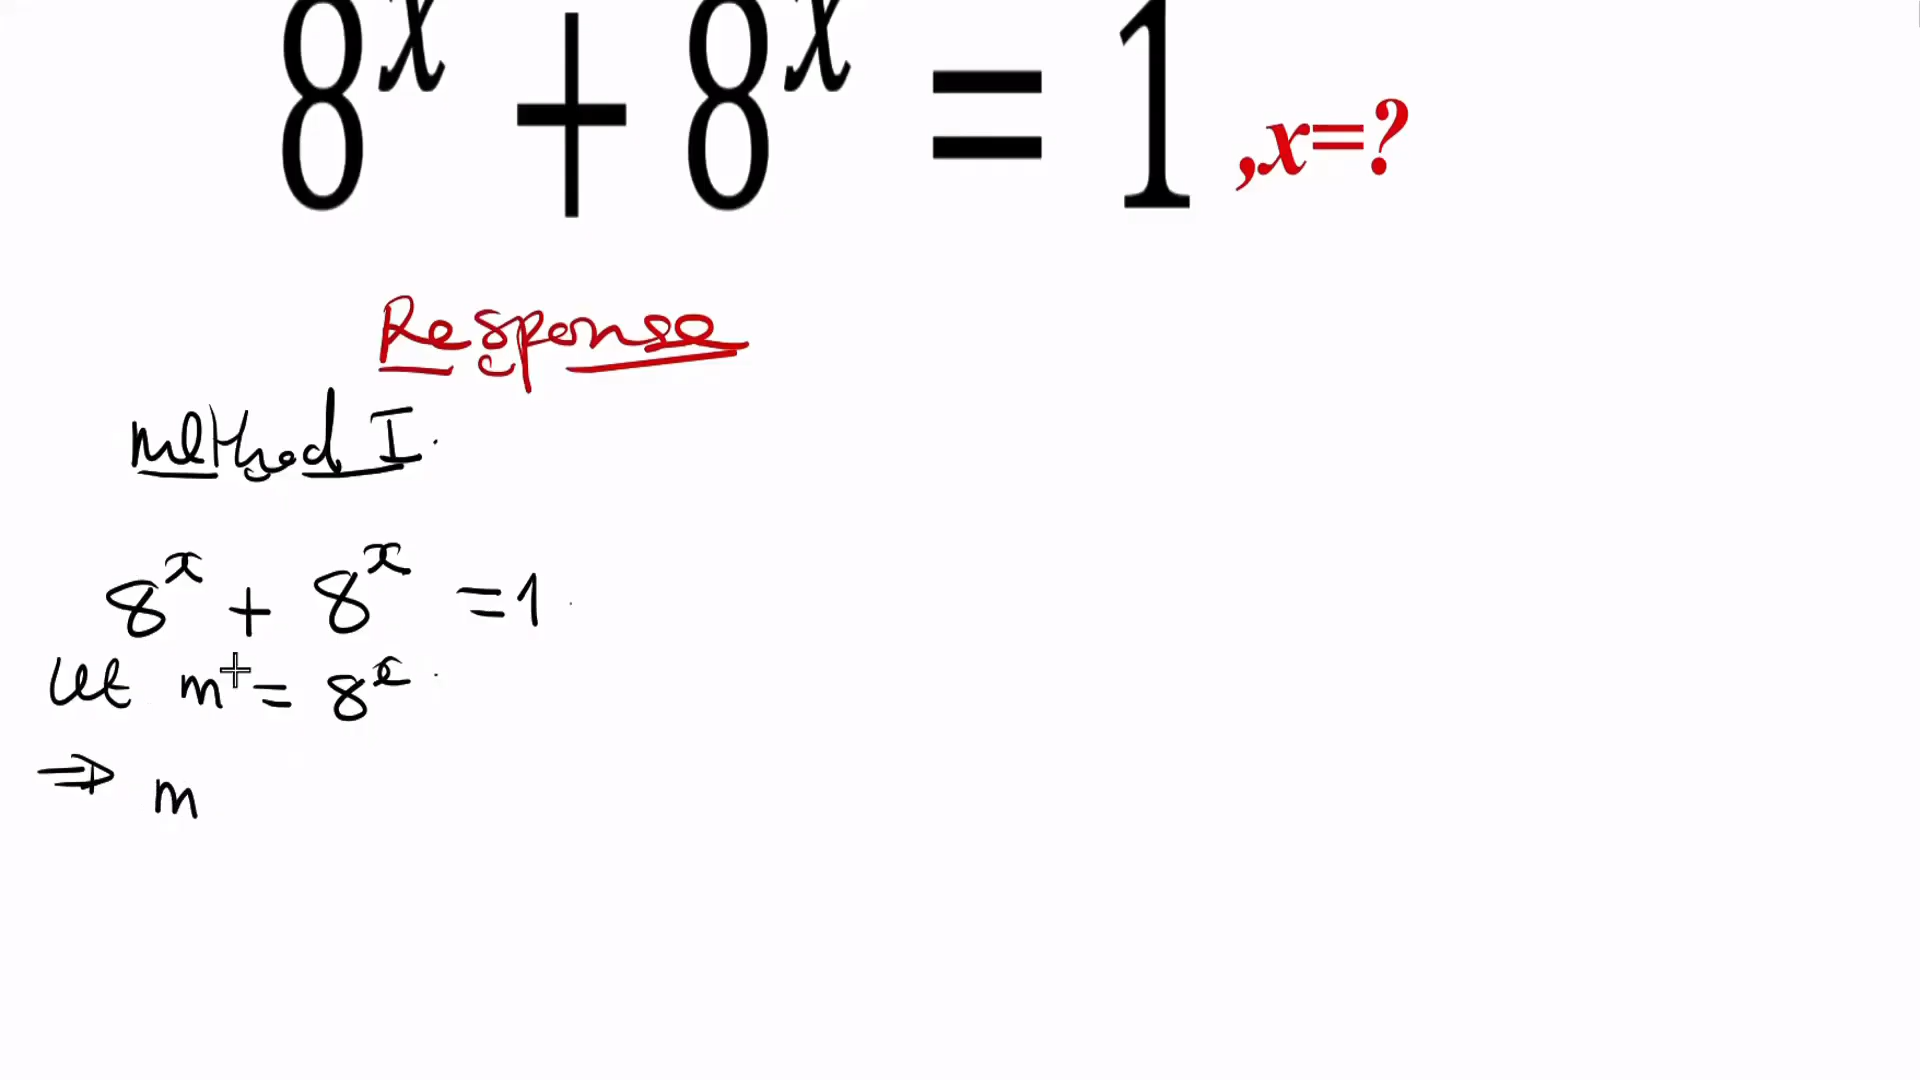 8^x + 8^x = 1 ,x=?
Response
method I.
8^x + 8^x = 1
let m = 8^x
⇒ m